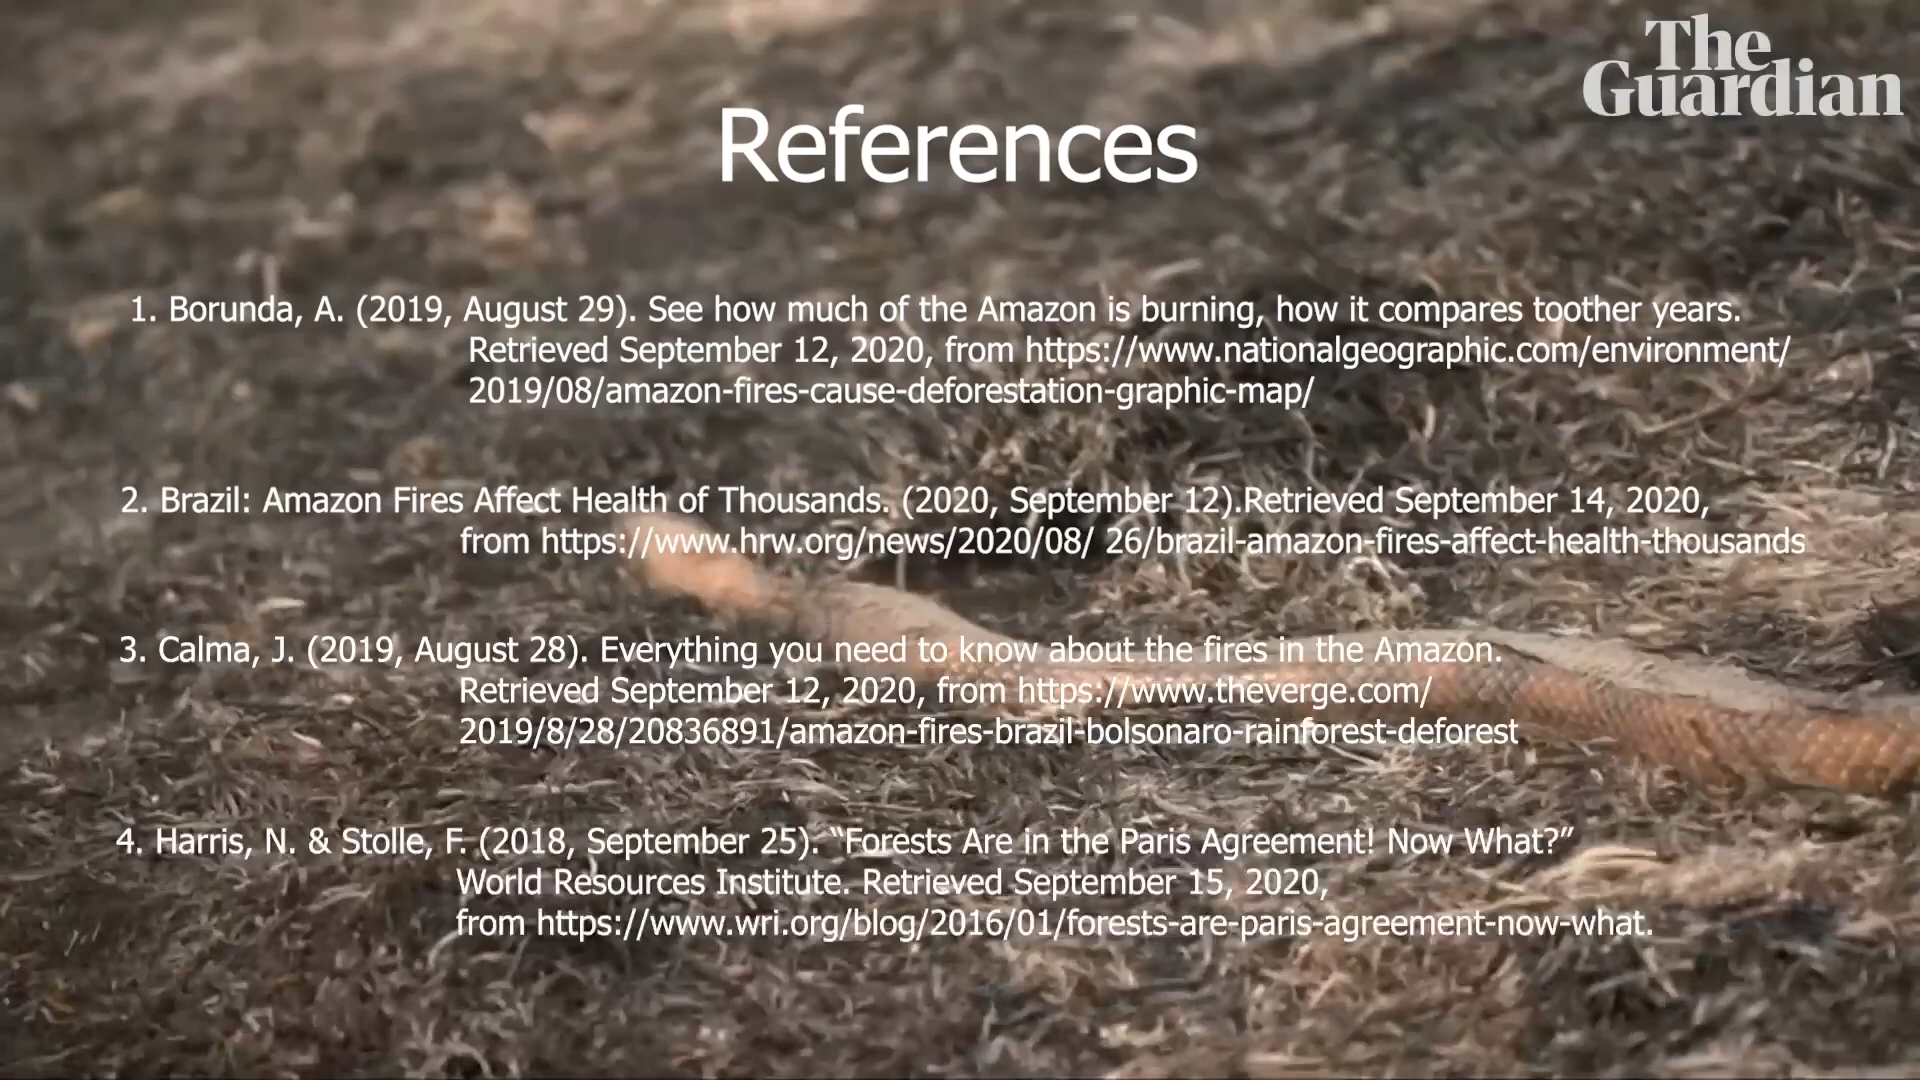 The
Guardian
References
1. Borunda, A. (2019, August 29). See how much of the Amazon is burning, how it compares toother years.
Retrieved September 12, 2020, from https://www.nationalgeographic.com/environment/
2019/08/amazon-fires-cause-deforestation-graphic-map/
2. Brazil: Amazon Fires Affect Health of Thousands. (2020, September 12).Retrieved September 14, 2020,
from https://www.hrw.org/news/2020/08/ 26/brazil-amazon-fires-affect-health-thousands
3. Calma, J. (2019, August 28). Everything you need to know about the fires in the Amazon.
Retrieved September 12, 2020, from https://www.theverge.com/
2019/8/28/20836891/amazon-fires-brazil-bolsonaro-rainforest-deforest
4. Harris, N. & Stolle, F. (2018, September 25). “Forests Are in the Paris Agreement! Now What?”
World Resources Institute. Retrieved September 15, 2020,
from https://www.wri.org/blog/2016/01/forests-are-paris-agreement-now-what.